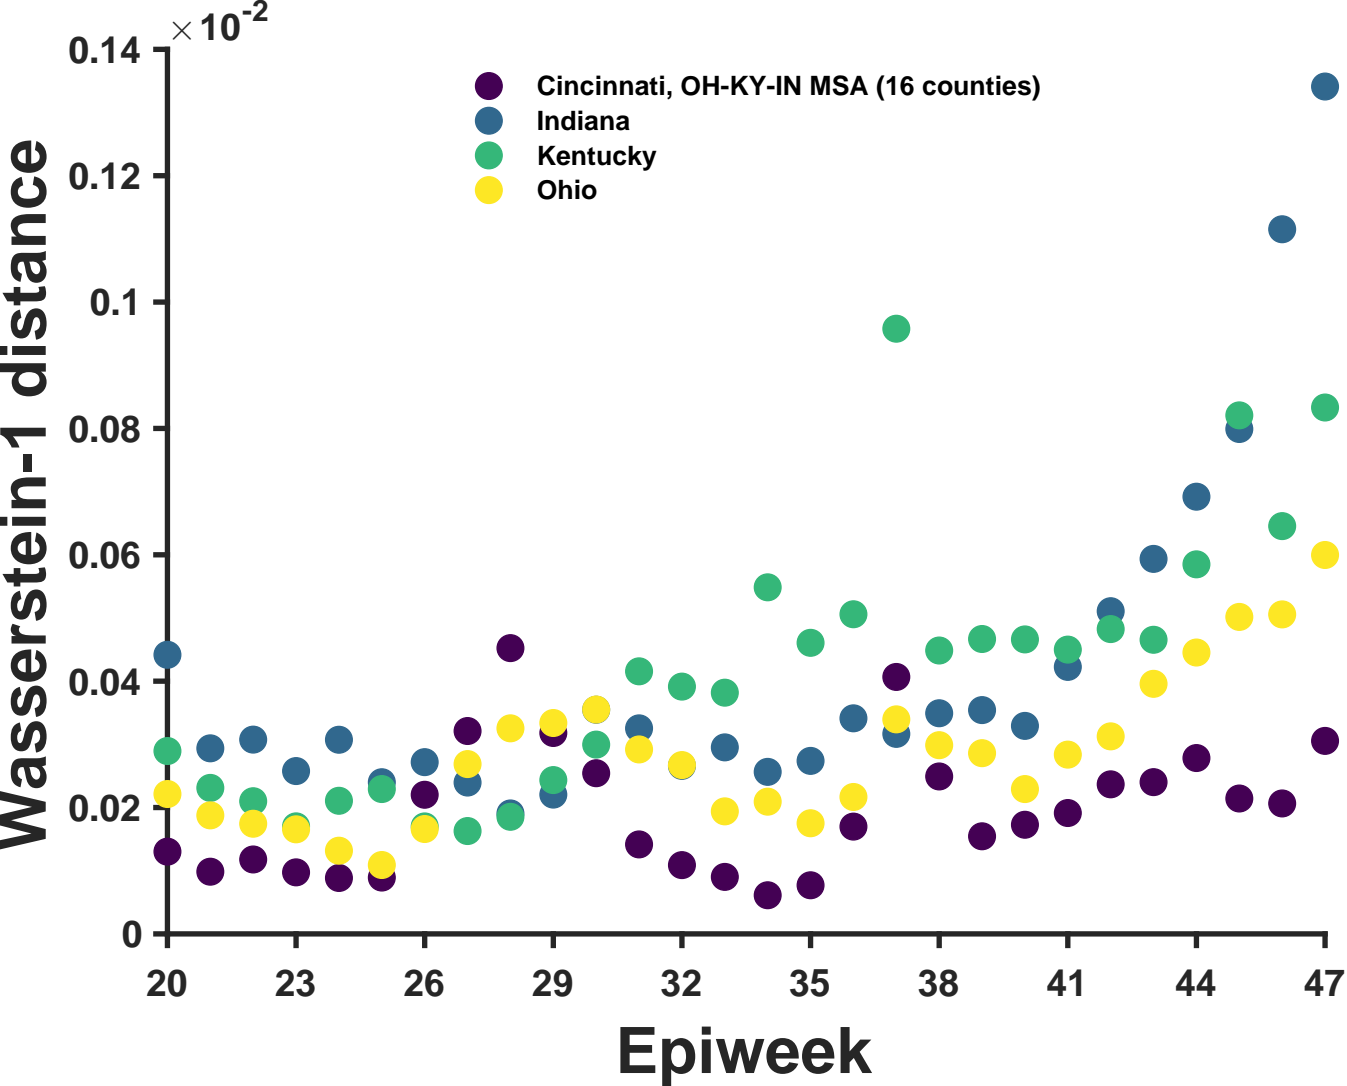 ×10-2
0.14
0.12
0.1
0.08
0.06
0.04
0.02
0
Wasserstein-1 distance
Cincinnati, OH-KY-IN MSA (16 counties)
Indiana
Kentucky
Ohio
20 23 26 29 32 35 38 41 44 47
Epiweek